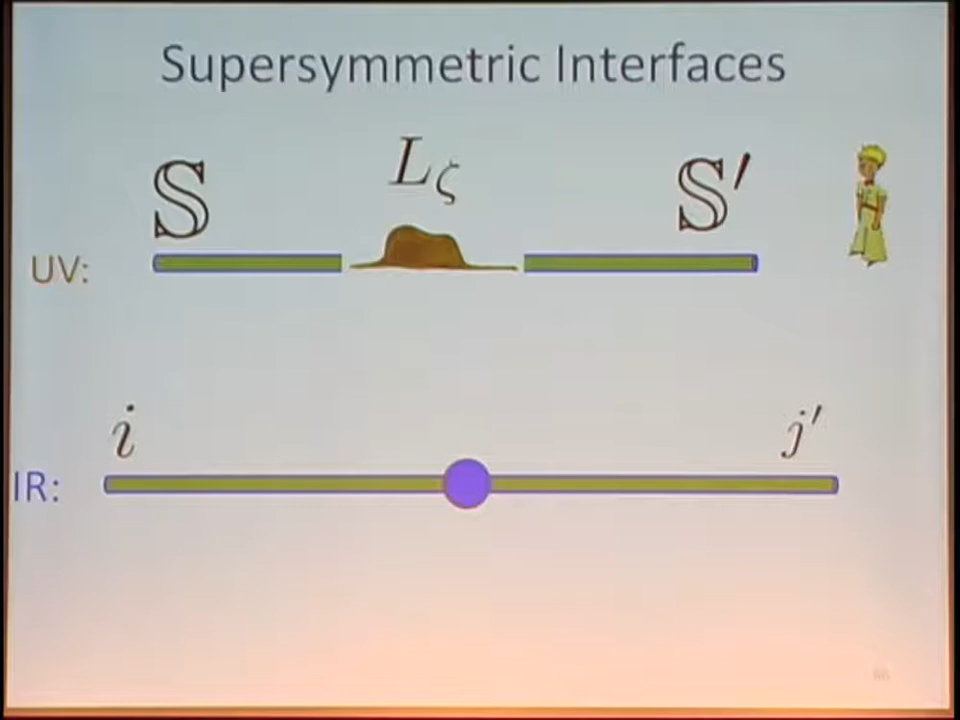 Supersymmetric Interfaces
𝕊 L_ζ 𝕊′
UV:
i j′
IR: